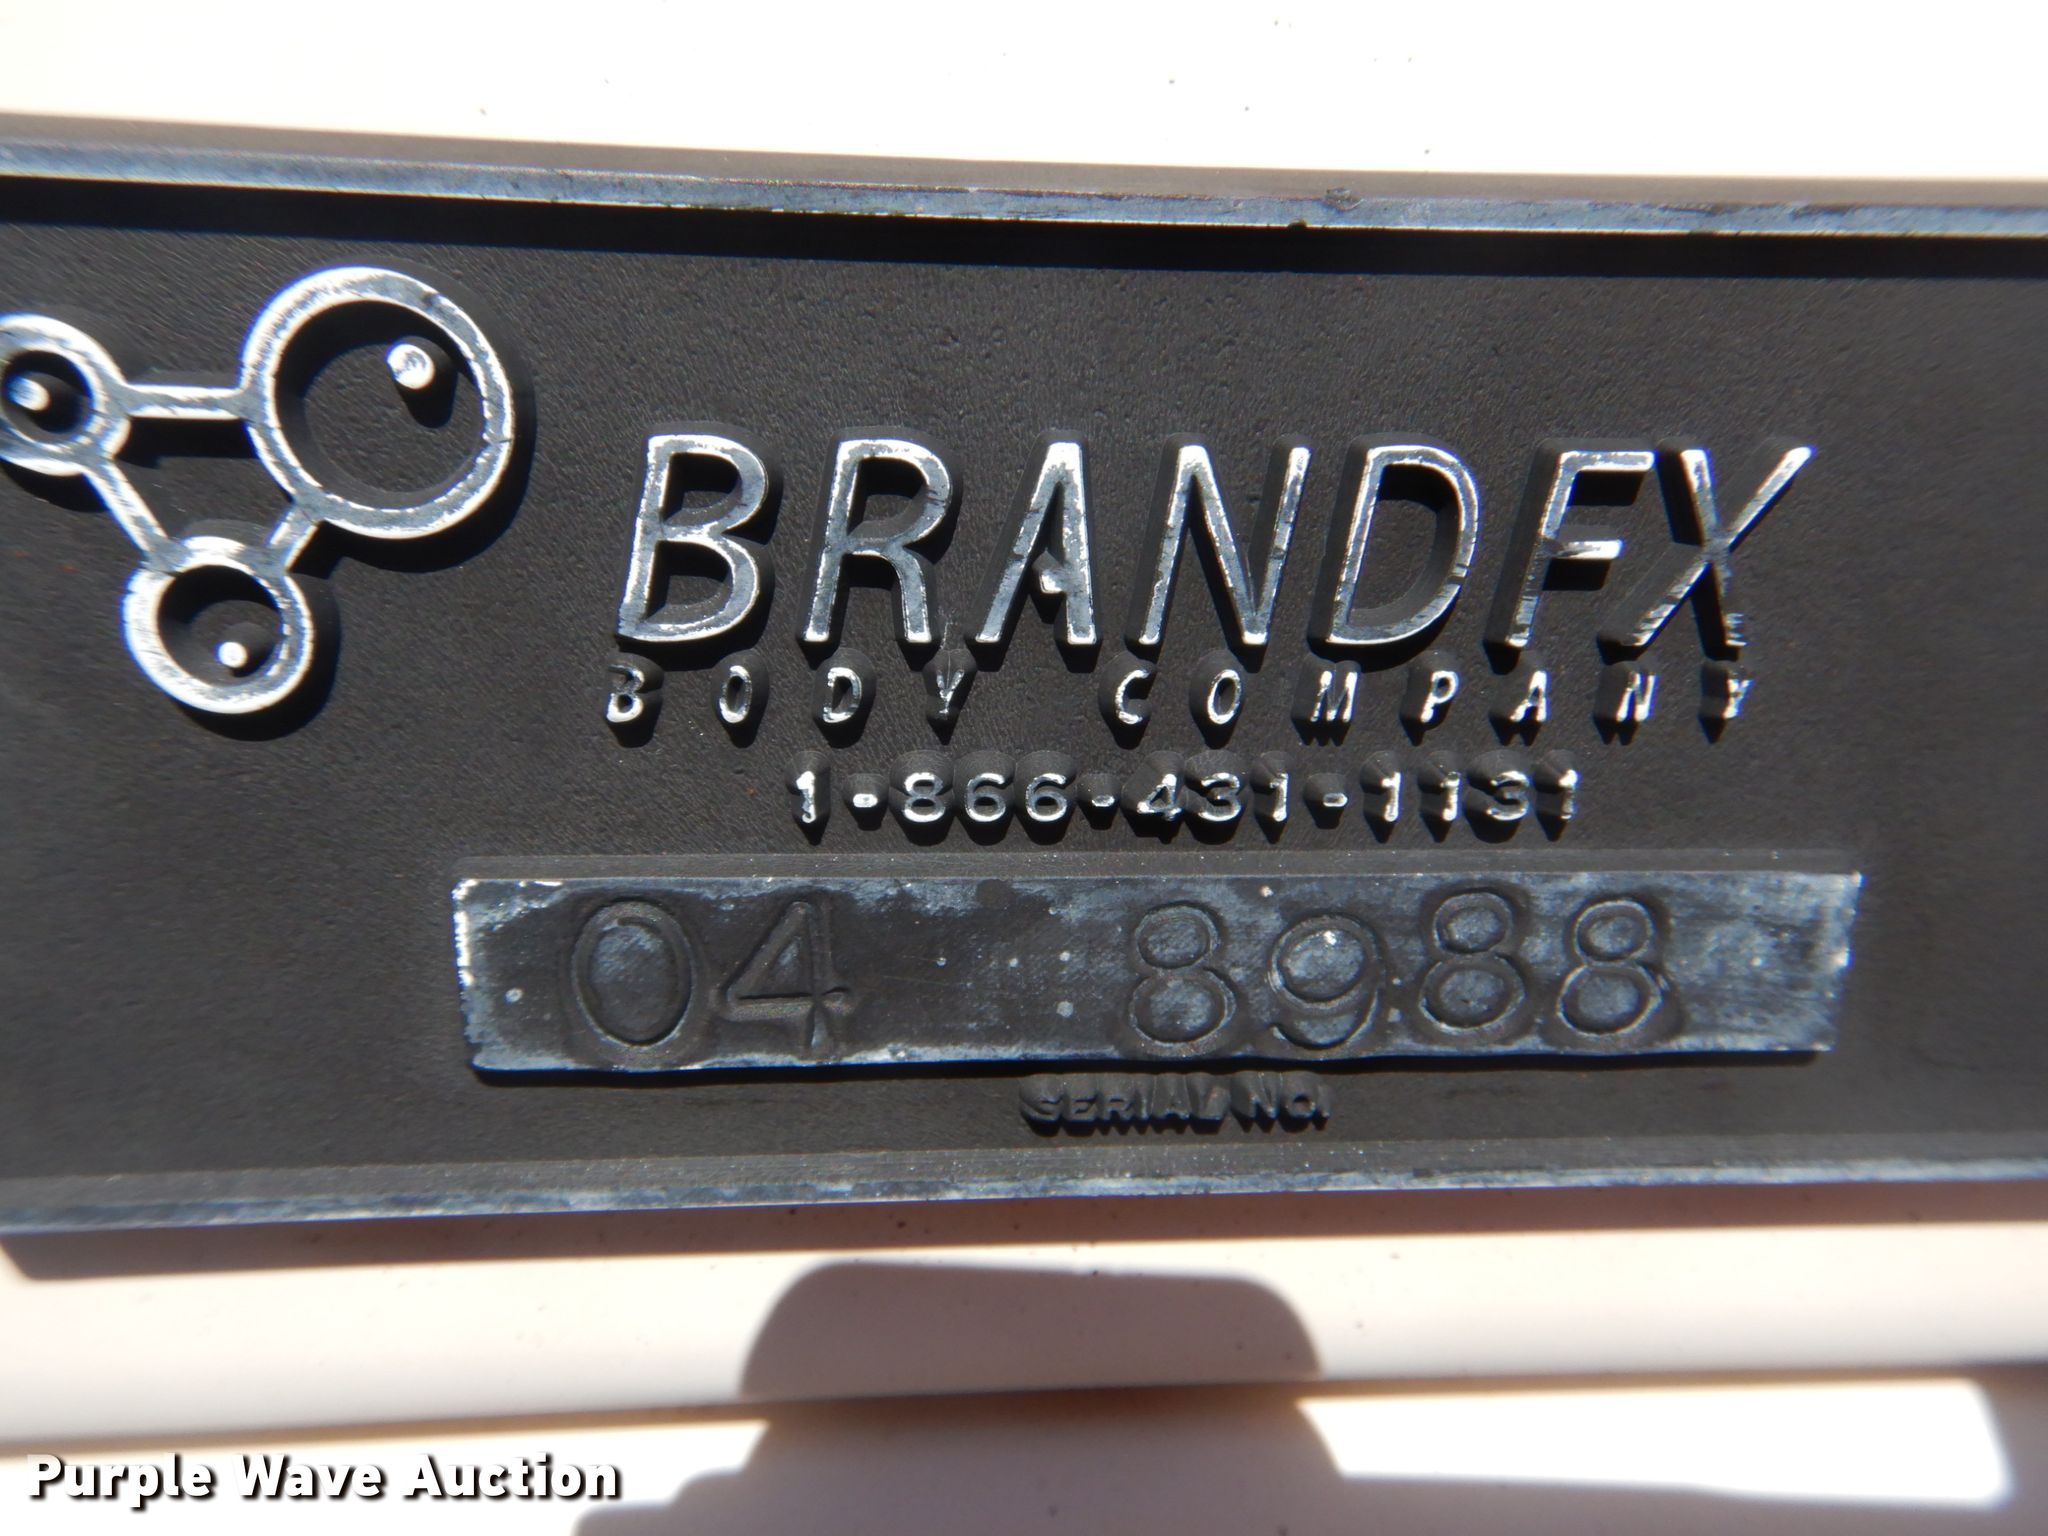 BRANDFX
BODY COMPANY
1-866-431-1131
04 8988
SERIAL NO.
Purple Wave Auction